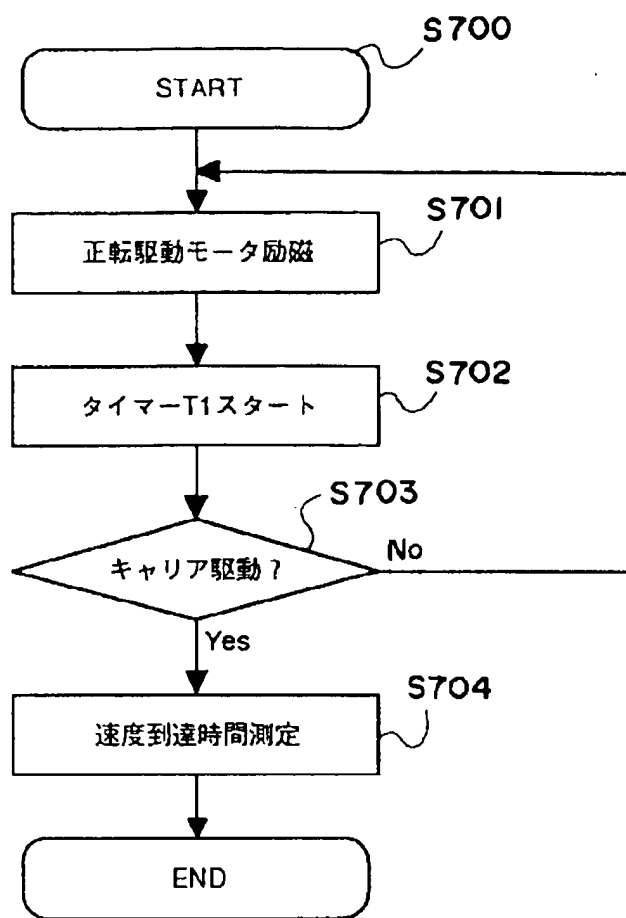 S700
START
S701
正転駆動モータ励磁
S702
タイマーT1スタート
S703
キャリア駆動?
No
Yes
S704
速度到達時間測定
END